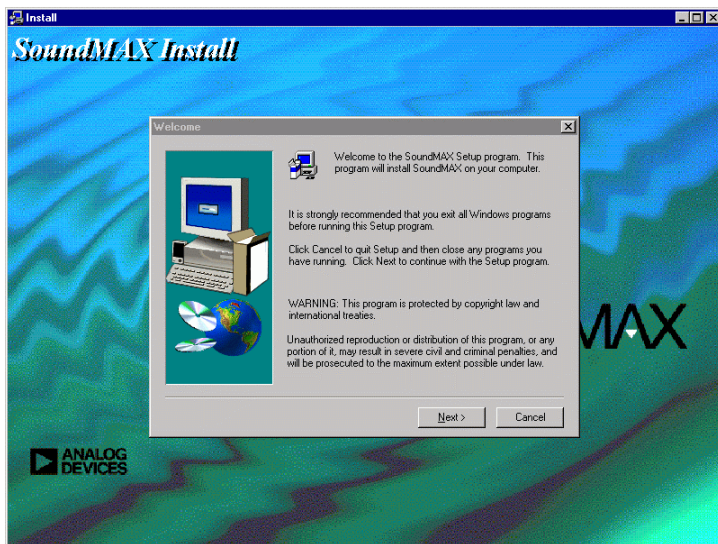 Install
SoundMAX Install
Welcome
Welcome to the SoundMAX Setup program. This
program will install SoundMAX on your computer.
It is strongly recommended that you exit all Windows programs
before running this Setup program.
Click Cancel to quit Setup and then close any programs you
have running. Click Next to continue with the Setup program.
WARNING: This program is protected by copyright law and
international treaties.
Unauthorized reproduction or distribution of this program, or any
portion of it, may result in severe civil and criminal penalties, and
will be prosecuted to the maximum extent possible under law.
MAX
Next >
Cancel
ANALOG
DEVICES